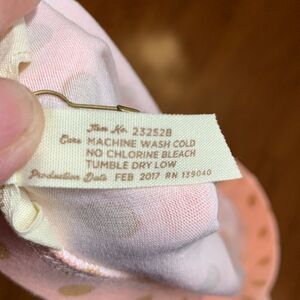 Item No. 23252B
Care MACHINE WASH COLD
NO CHLORINE BLEACH
TUMBLE DRY LOW
Production Date FEB 2017 RN 139040